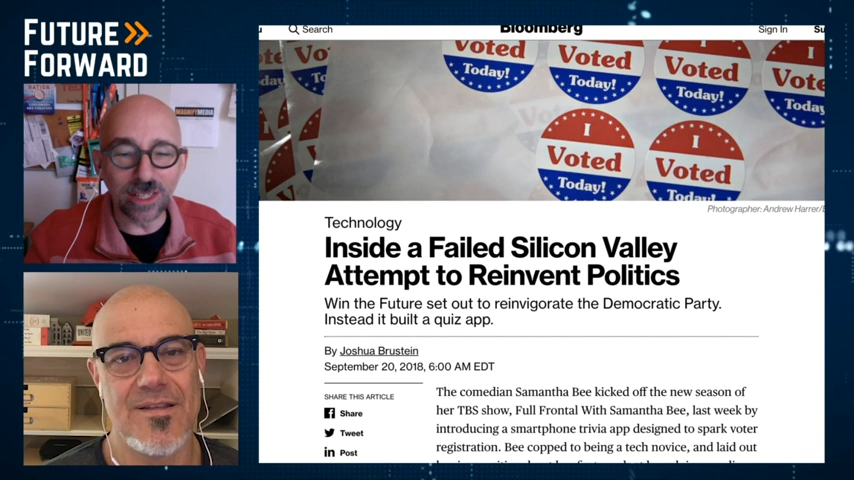 FUTURE
FORWARD
MAGNIFY MEDIA
Search
Bloomberg
Sign In
Su
I Voted Today!
I Voted Today!
I Voted Today!
I Voted Today!
I Voted Today!
Photographer: Andrew Harrer/
Technology
Inside a Failed Silicon Valley
Attempt to Reinvent Politics
Win the Future set out to reinvigorate the Democratic Party.
Instead it built a quiz app.
By Joshua Brustein
September 20, 2018, 6:00 AM EDT
SHARE THIS ARTICLE
Share
Tweet
Post
The comedian Samantha Bee kicked off the new season of
her TBS show, Full Frontal With Samantha Bee, last week by
introducing a smartphone trivia app designed to spark voter
registration. Bee copped to being a tech novice, and laid out